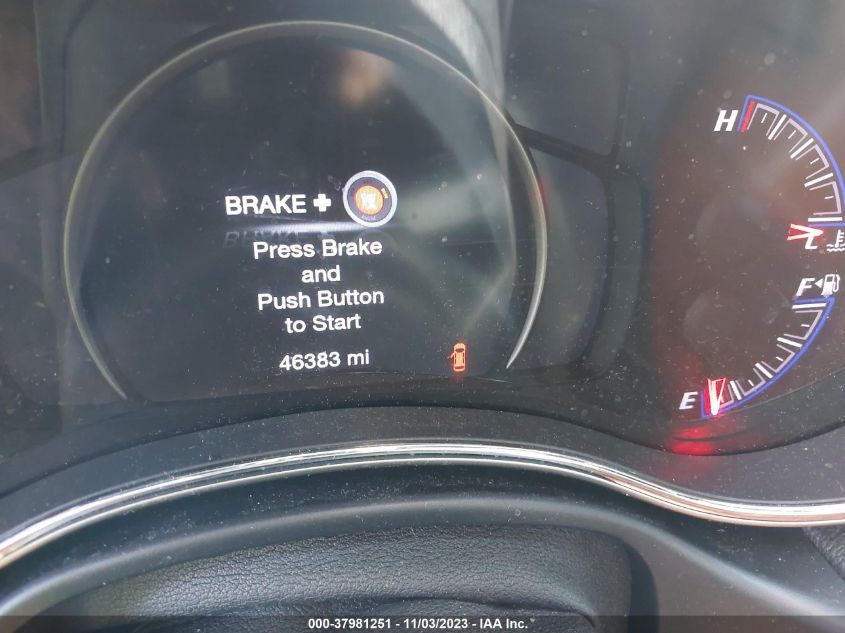 BRAKE +
Press Brake
and
Push Button
to Start
46383 mi
H
C
F
E
000-37981251 - 11/03/2023 - IAA Inc.